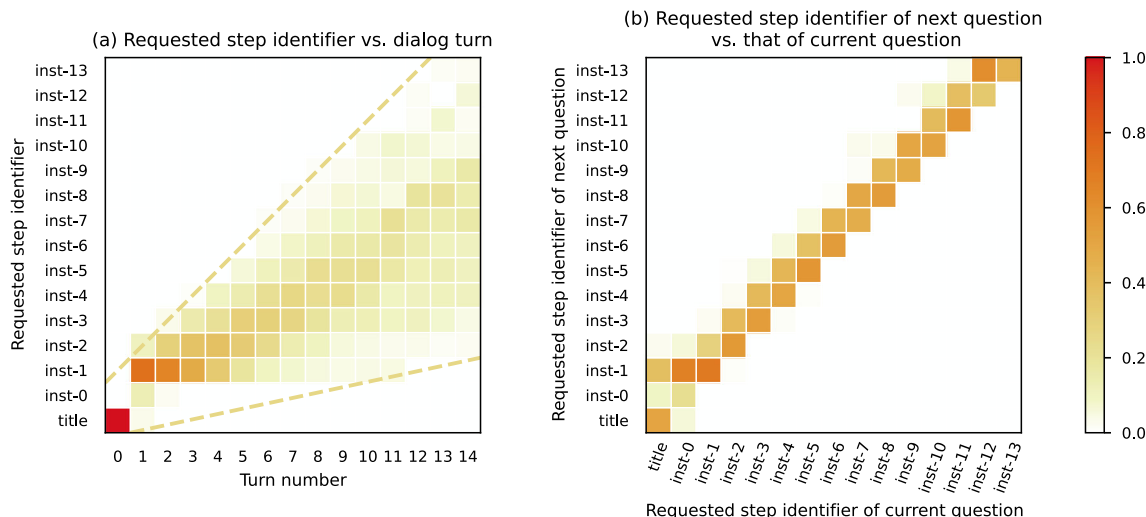 (a) Requested step identifier vs. dialog turn
Requested step identifier
inst-13
inst-12
inst-11
inst-10
inst-9
inst-8
inst-7
inst-6
inst-5
inst-4
inst-3
inst-2
inst-1
inst-0
title
0 1 2 3 4 5 6 7 8 9 10 11 12 13 14
Turn number
(b) Requested step identifier of next question
vs. that of current question
Requested step identifier of next question
inst-13
inst-12
inst-11
inst-10
inst-9
inst-8
inst-7
inst-6
inst-5
inst-4
inst-3
inst-2
inst-1
inst-0
title
title inst-0 inst-1 inst-2 inst-3 inst-4 inst-5 inst-6 inst-7 inst-8 inst-9 inst-10 inst-11 inst-12 inst-13
Requested step identifier of current question
1.0
0.8
0.6
0.4
0.2
0.0